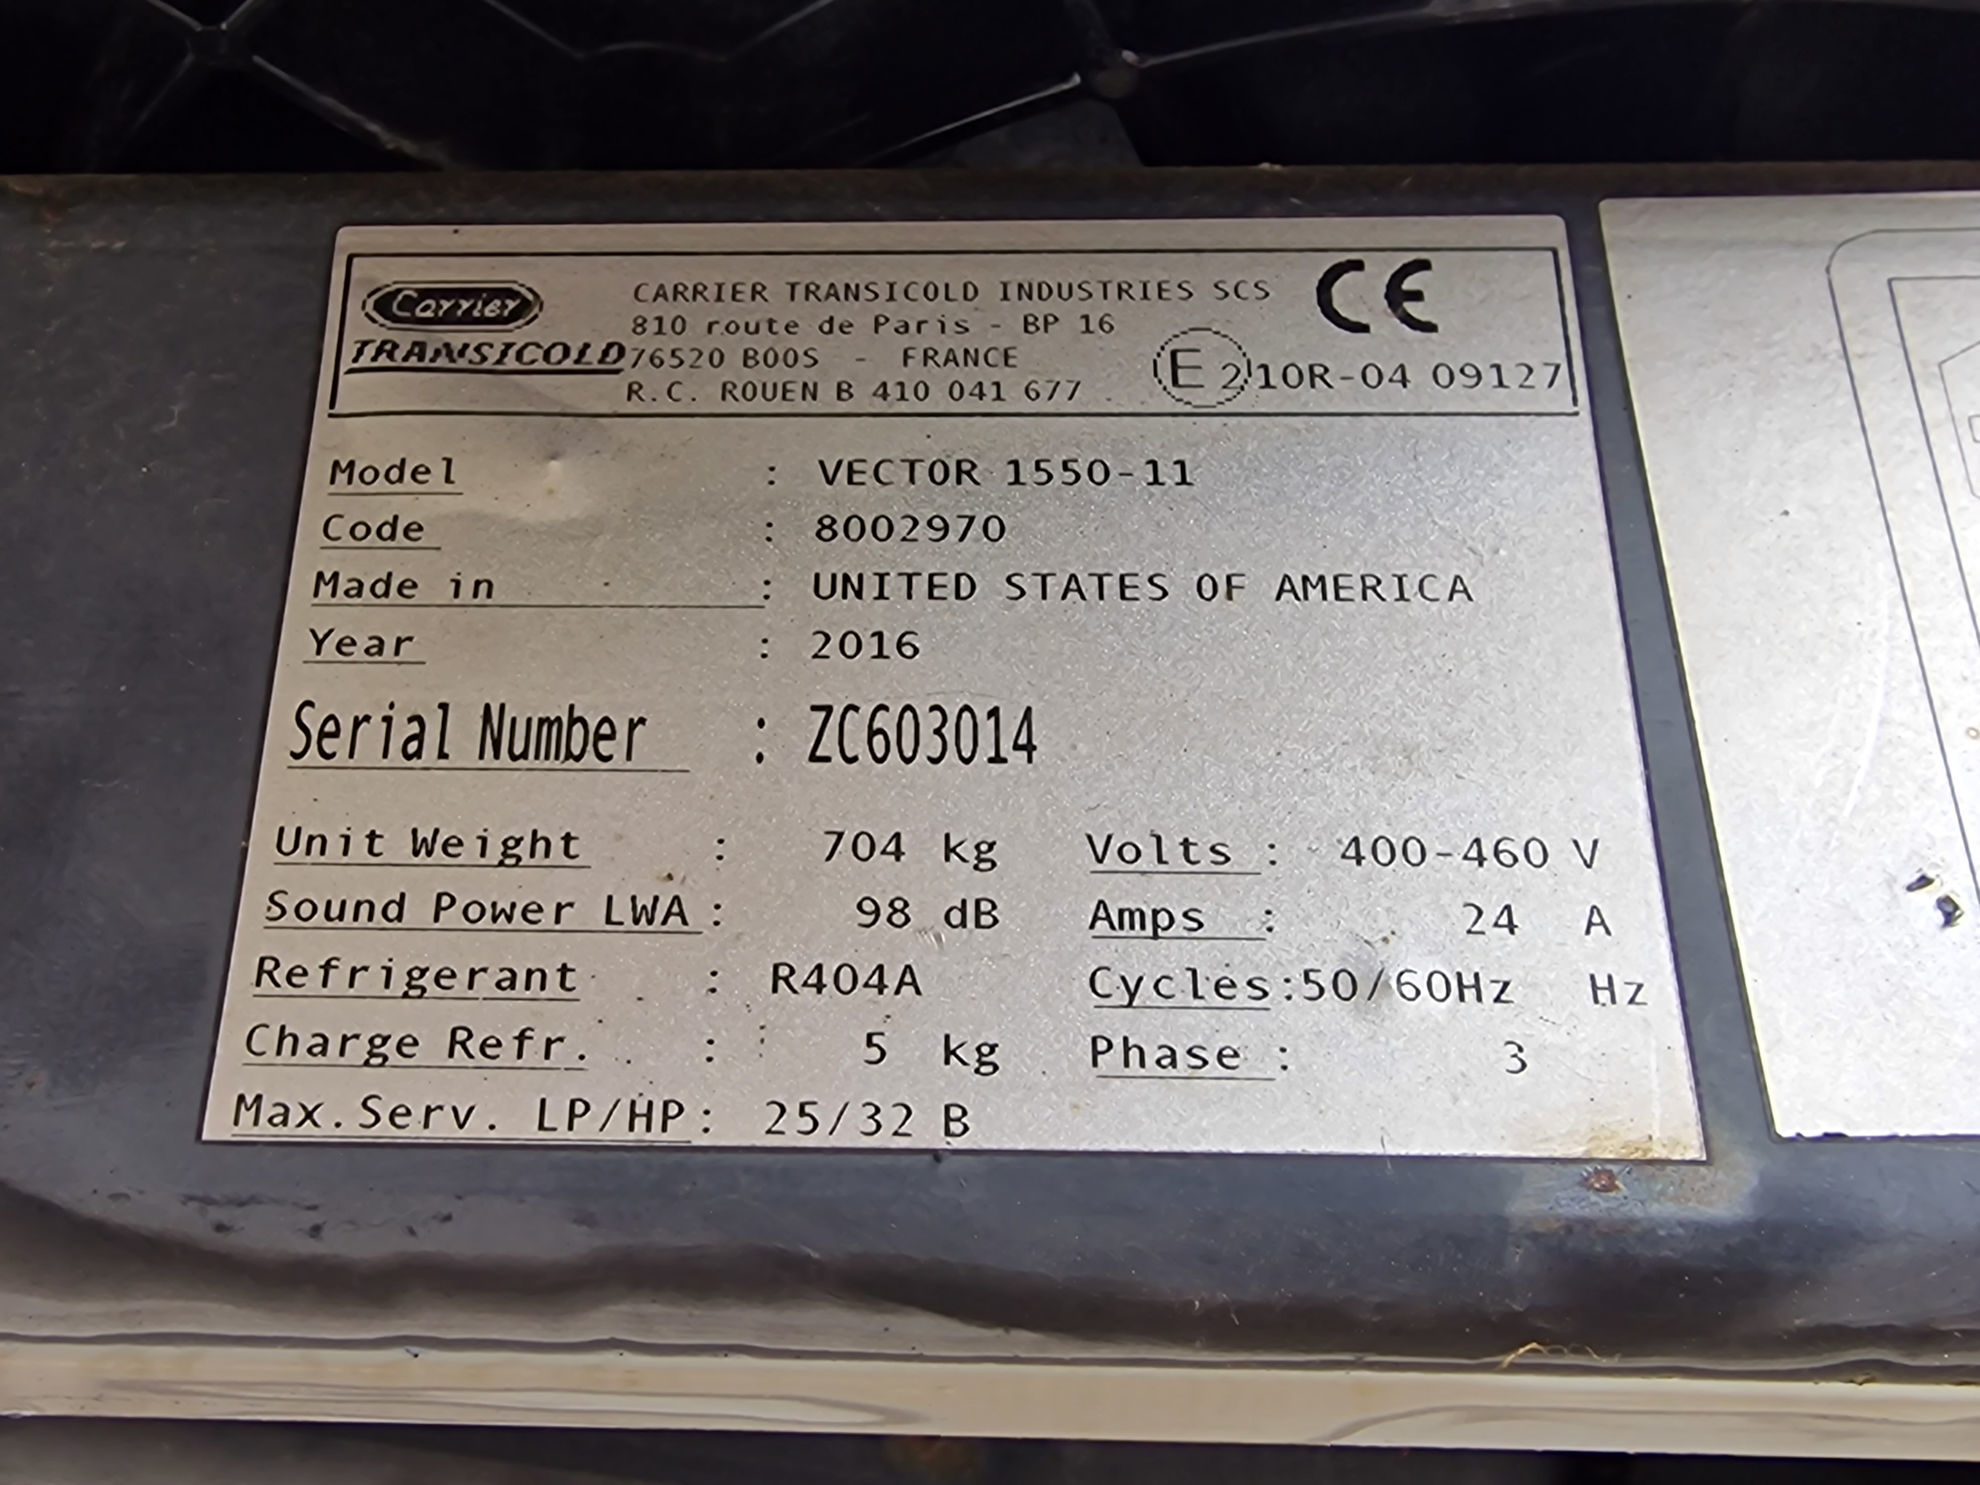 Carrier
TRANSICOLD
CARRIER TRANSICOLD INDUSTRIES SCS
810 route de Paris - BP 16
76520 BOOS - FRANCE
R.C. ROUEN B 410 041 677
CE
E2 10R-04 09127
Model : VECTOR 1550-11
Code : 8002970
Made in : UNITED STATES OF AMERICA
Year : 2016
Serial Number : ZC603014
Unit Weight : 704 kg Volts : 400-460 V
Sound Power LWA : 98 dB Amps : 24 A
Refrigerant : R404A Cycles :50/60Hz Hz
Charge Refr. : 5 kg Phase : 3
Max.Serv. LP/HP: 25/32 B